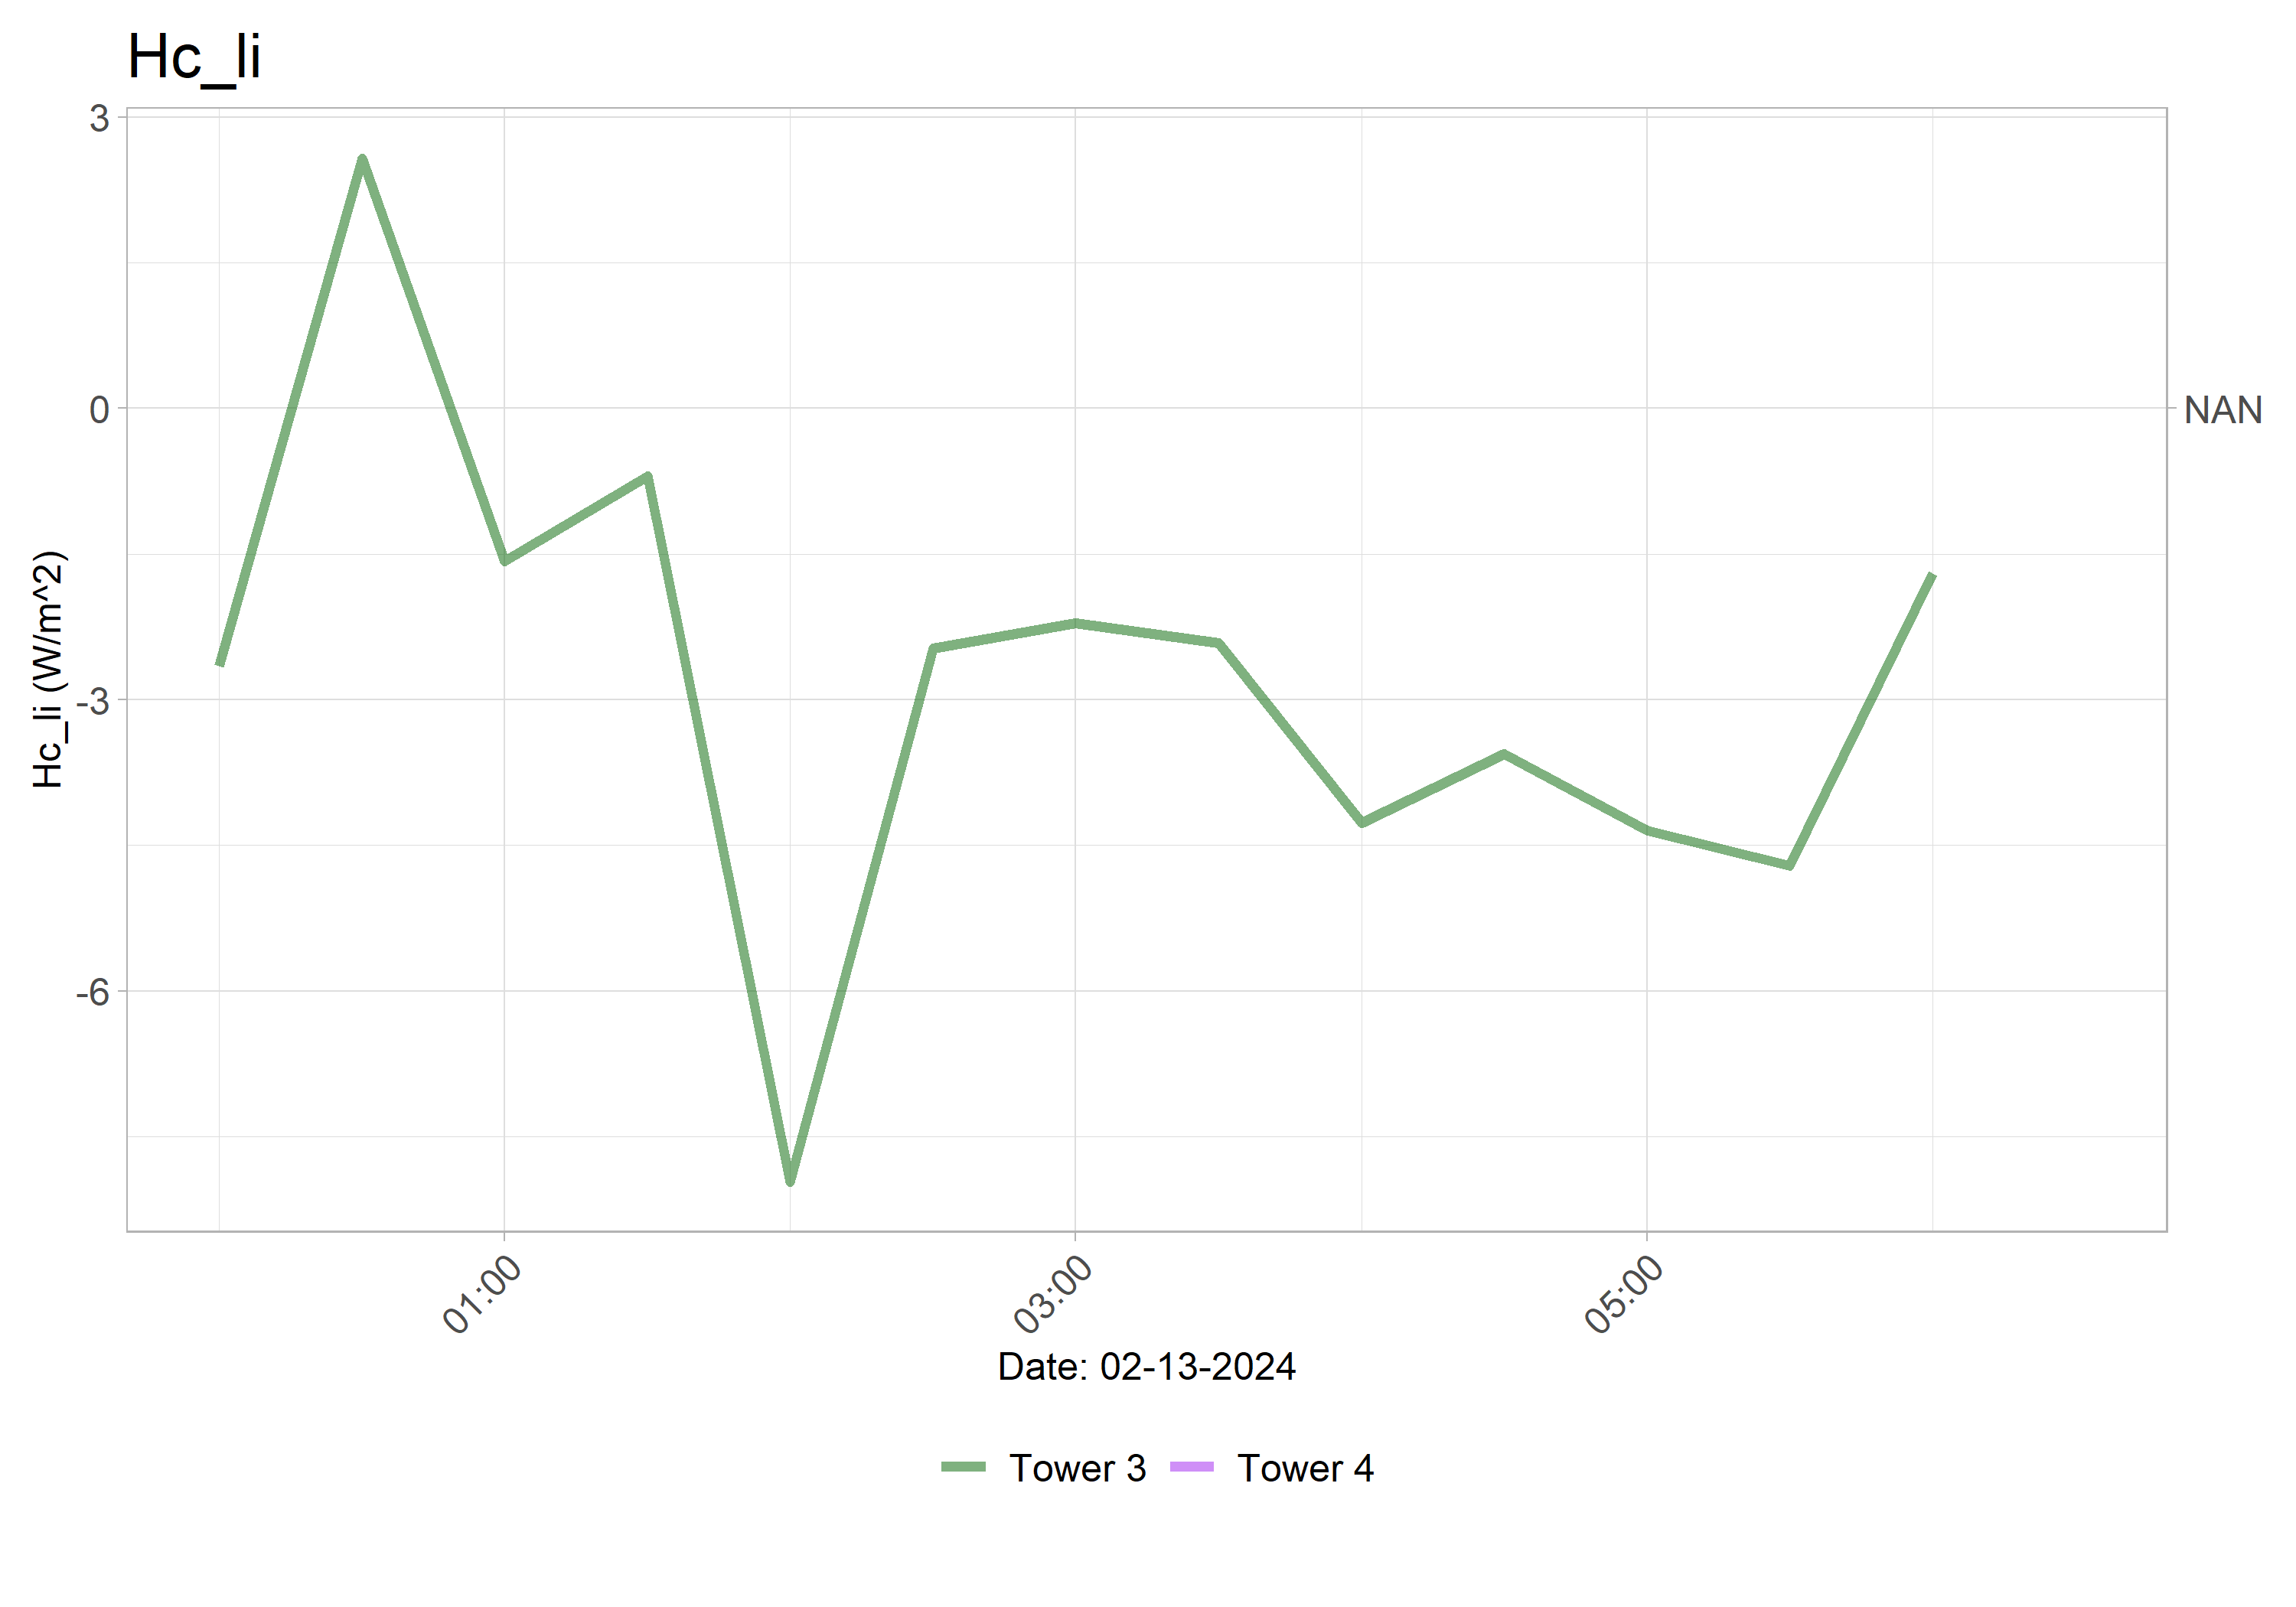 Hc_li
3
0
-3
-6
NAN
Hc_li (W/m^2)
01:00
03:00
05:00
Date: 02-13-2024
Tower 3
Tower 4